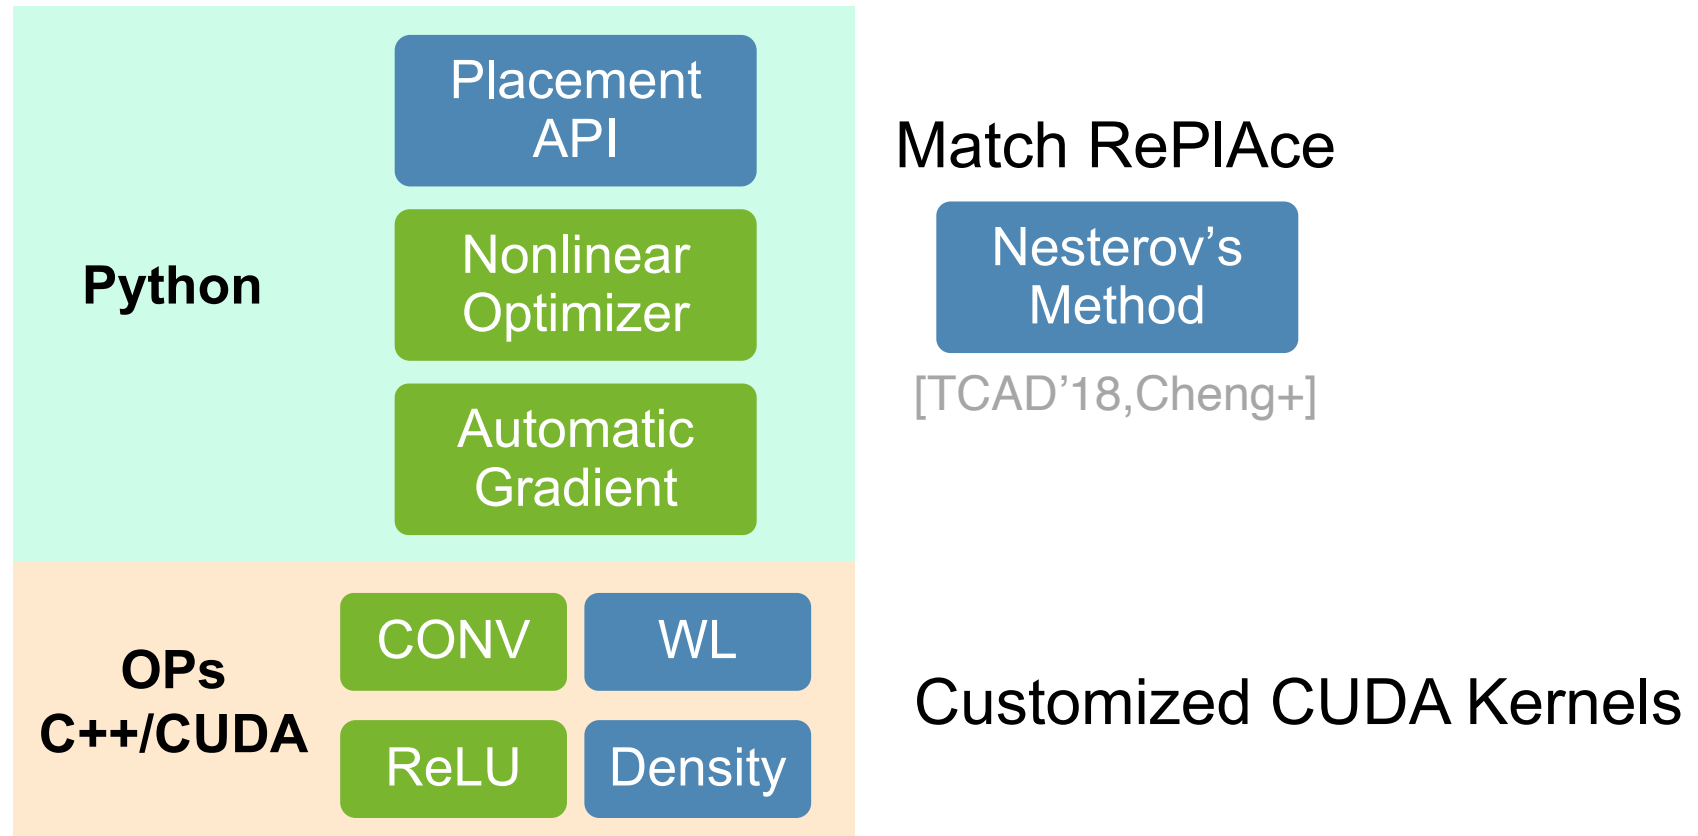 Placement
API
Match RePlAce
Python
Nonlinear
Optimizer
Nesterov’s
Method
[TCAD’18,Cheng+]
Automatic
Gradient
OPs
C++/CUDA
CONV
WL
ReLU
Density
Customized CUDA Kernels